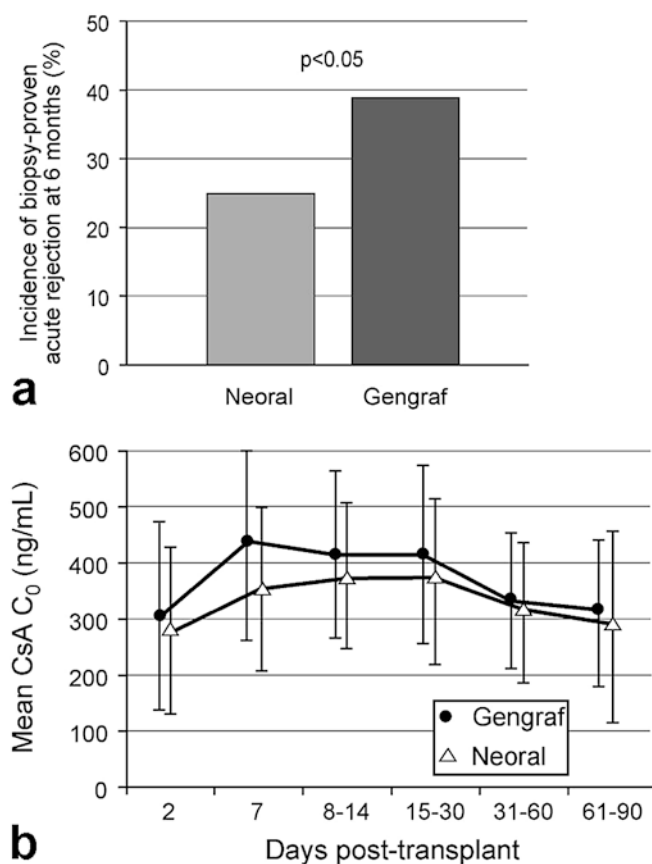 Incidence of biopsy-proven
acute rejection at 6 months (%)
50
40
30
20
10
0
p<0.05
Neoral
Gengraf
a
Mean CsA C₀ (ng/mL)
600
500
400
300
200
100
0
Gengraf
Neoral
2
7
8-14
15-30
31-60
61-90
Days post-transplant
b